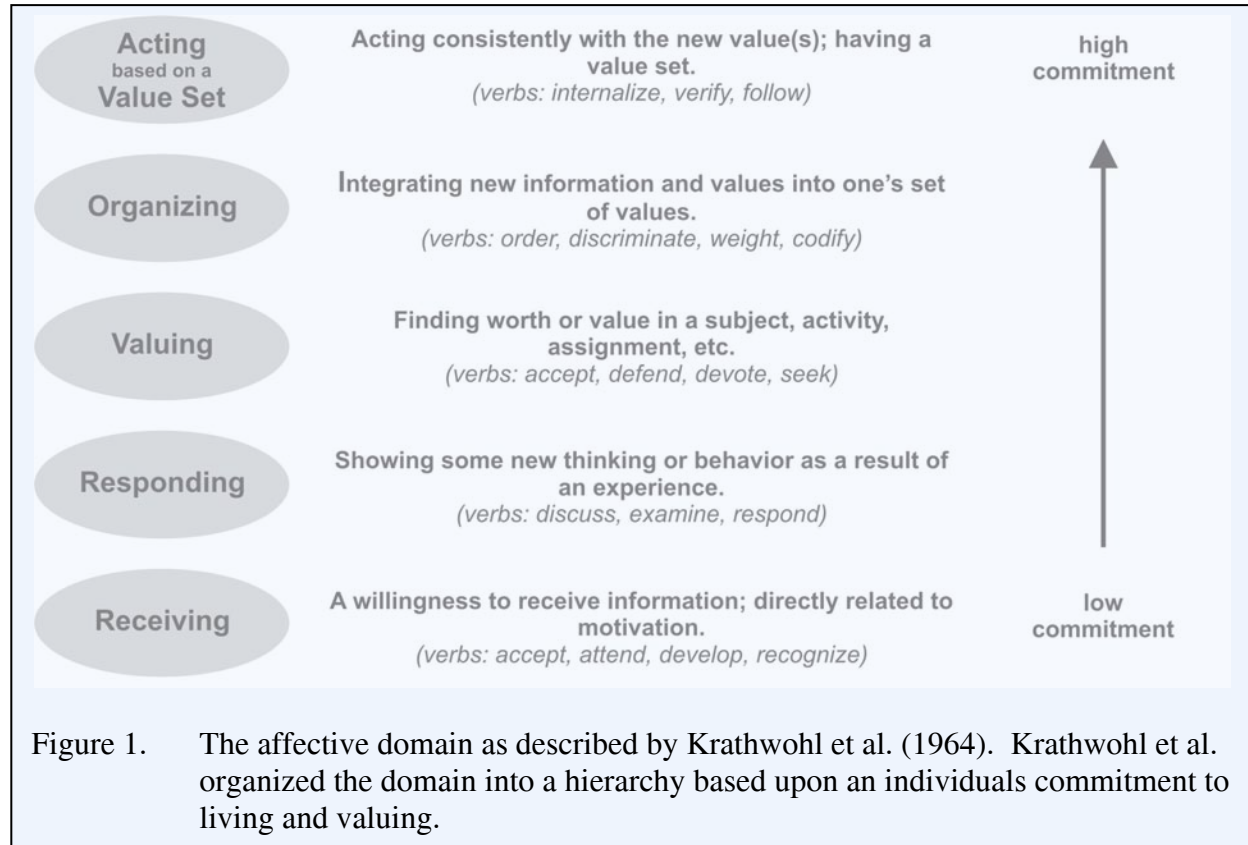 Acting
based on a
Value Set
Acting consistently with the new value(s); having a
value set.
(verbs: internalize, verify, follow)
high
commitment
Organizing
Integrating new information and values into one's set
of values.
(verbs: order, discriminate, weight, codify)
Valuing
Finding worth or value in a subject, activity,
assignment, etc.
(verbs: accept, defend, devote, seek)
Responding
Showing some new thinking or behavior as a result of
an experience.
(verbs: discuss, examine, respond)
Receiving
A willingness to receive information; directly related to
motivation.
(verbs: accept, attend, develop, recognize)
low
commitment
Figure 1. The affective domain as described by Krathwohl et al. (1964). Krathwohl et al.
organized the domain into a hierarchy based upon an individuals commitment to
living and valuing.